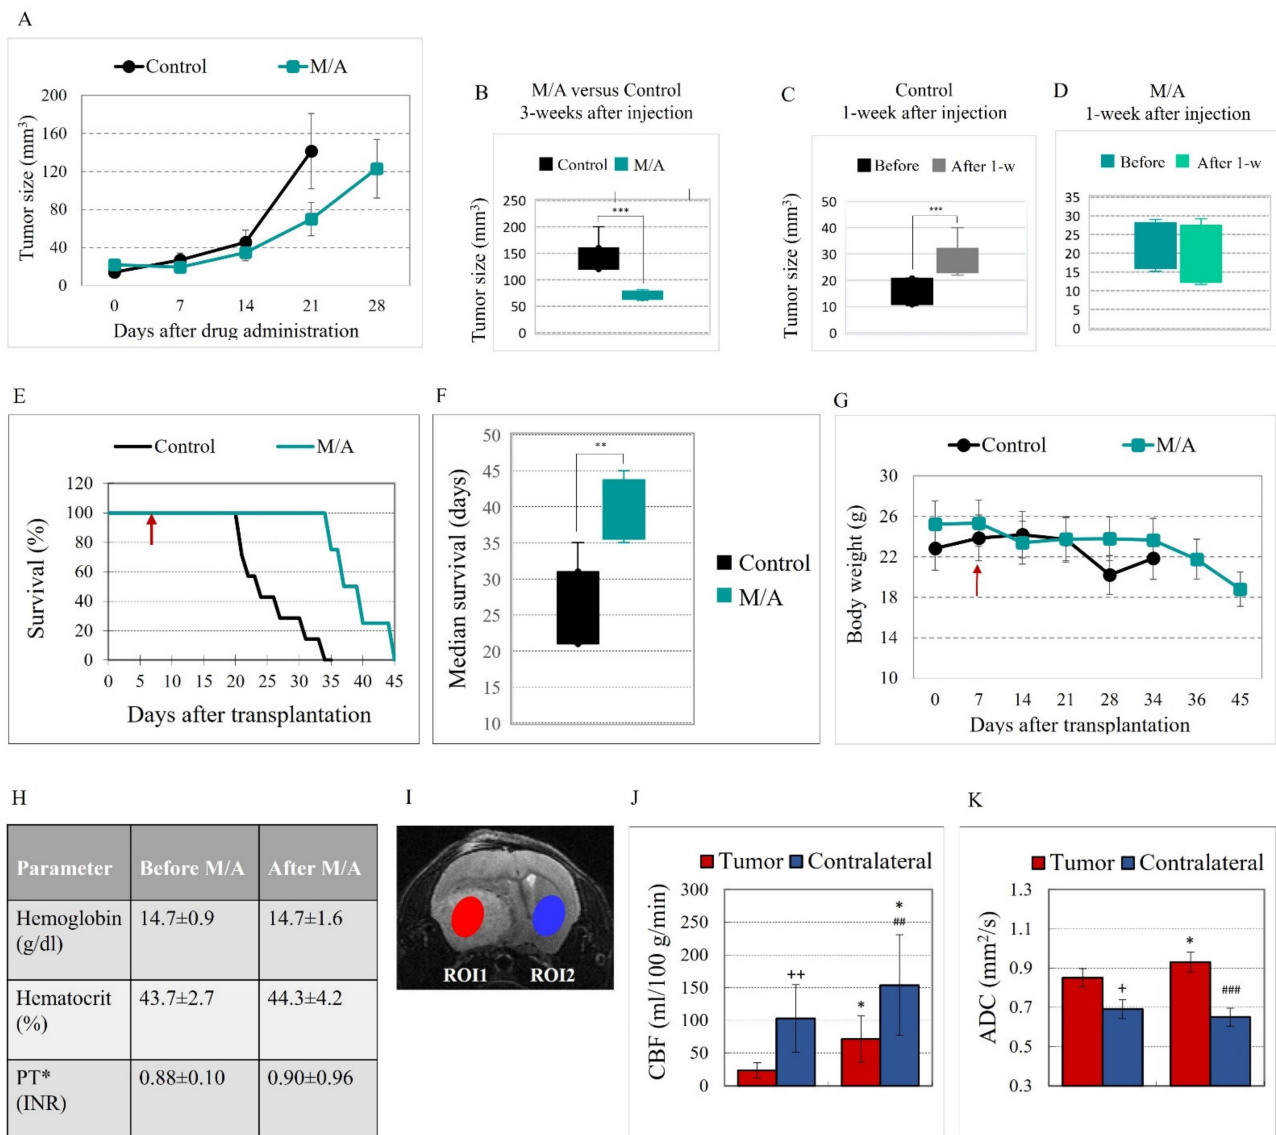 A
Control M/A
Tumor size (mm³)
200
160
120
80
40
0
0 7 14 21 28
Days after drug administration
B
M/A versus Control
3-weeks after injection
Control M/A
Tumor size (mm³)
250
200
150
100
50
0
***
C
Control
1-week after injection
Before After 1-w
Tumor size (mm³)
50
40
30
20
10
0
***
D
M/A
1-week after injection
Before After 1-w
35
30
25
20
15
10
5
0
E
Control M/A
Survival (%)
120
100
80
60
40
20
0
0 5 10 15 20 25 30 35 40 45
Days after transplantation
F
Median survival (days)
50
45
40
35
30
25
20
15
10
**
Control
M/A
G
Control M/A
Body weight (g)
30
26
22
18
14
10
0 7 14 21 28 34 36 45
Days after transplantation
H
Parameter Before M/A After M/A
Hemoglobin (g/dl) 14.7±0.9 14.7±1.6
Hematocrit (%) 43.7±2.7 44.3±4.2
PT* (INR) 0.88±0.10 0.90±0.96
I
ROI1 ROI2
J
Tumor Contralateral
CBF (ml/100 g/min)
300
250
200
150
100
50
0
++
*
*
##
K
Tumor Contralateral
ADC (mm²/s)
1.3
1.1
0.9
0.7
0.5
0.3
+
*
###